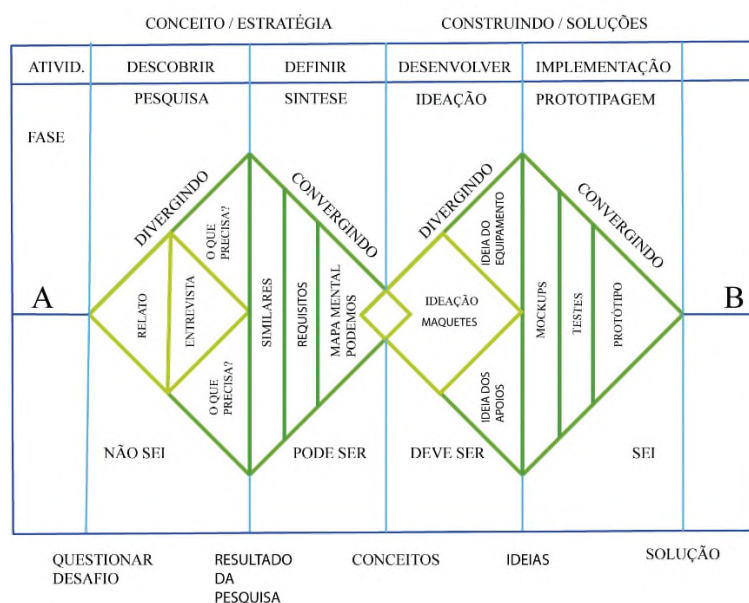 CONCEITO / ESTRATÉGIA
CONSTRUINDO / SOLUÇÕES
ATIVID.
DESCOBRIR
DEFINIR
DESENVOLVER
IMPLEMENTAÇÃO
FASE
PESQUISA
SINTESE
IDEAÇÃO
PROTOTIPAGEM
A
DIVERGINDO
RELATO
ENTREVISTA
O QUE
PRECISA?
O QUE
PRECISA?
CONVERGINDO
SIMILARES
REQUISITOS
MAPA MENTAL
PODEMOS
DIVERGINDO
IDEAÇÃO
MAQUETES
IDEIA DO
EQUIPAMENTO
IDEIA DOS
APOIOS
CONVERGINDO
MOCKUPS
TESTES
PROTÓTIPO
B
NÃO SEI
PODE SER
DEVE SER
SEI
QUESTIONAR
DESAFIO
RESULTADO
DA
PESQUISA
CONCEITOS
IDEIAS
SOLUÇÃO